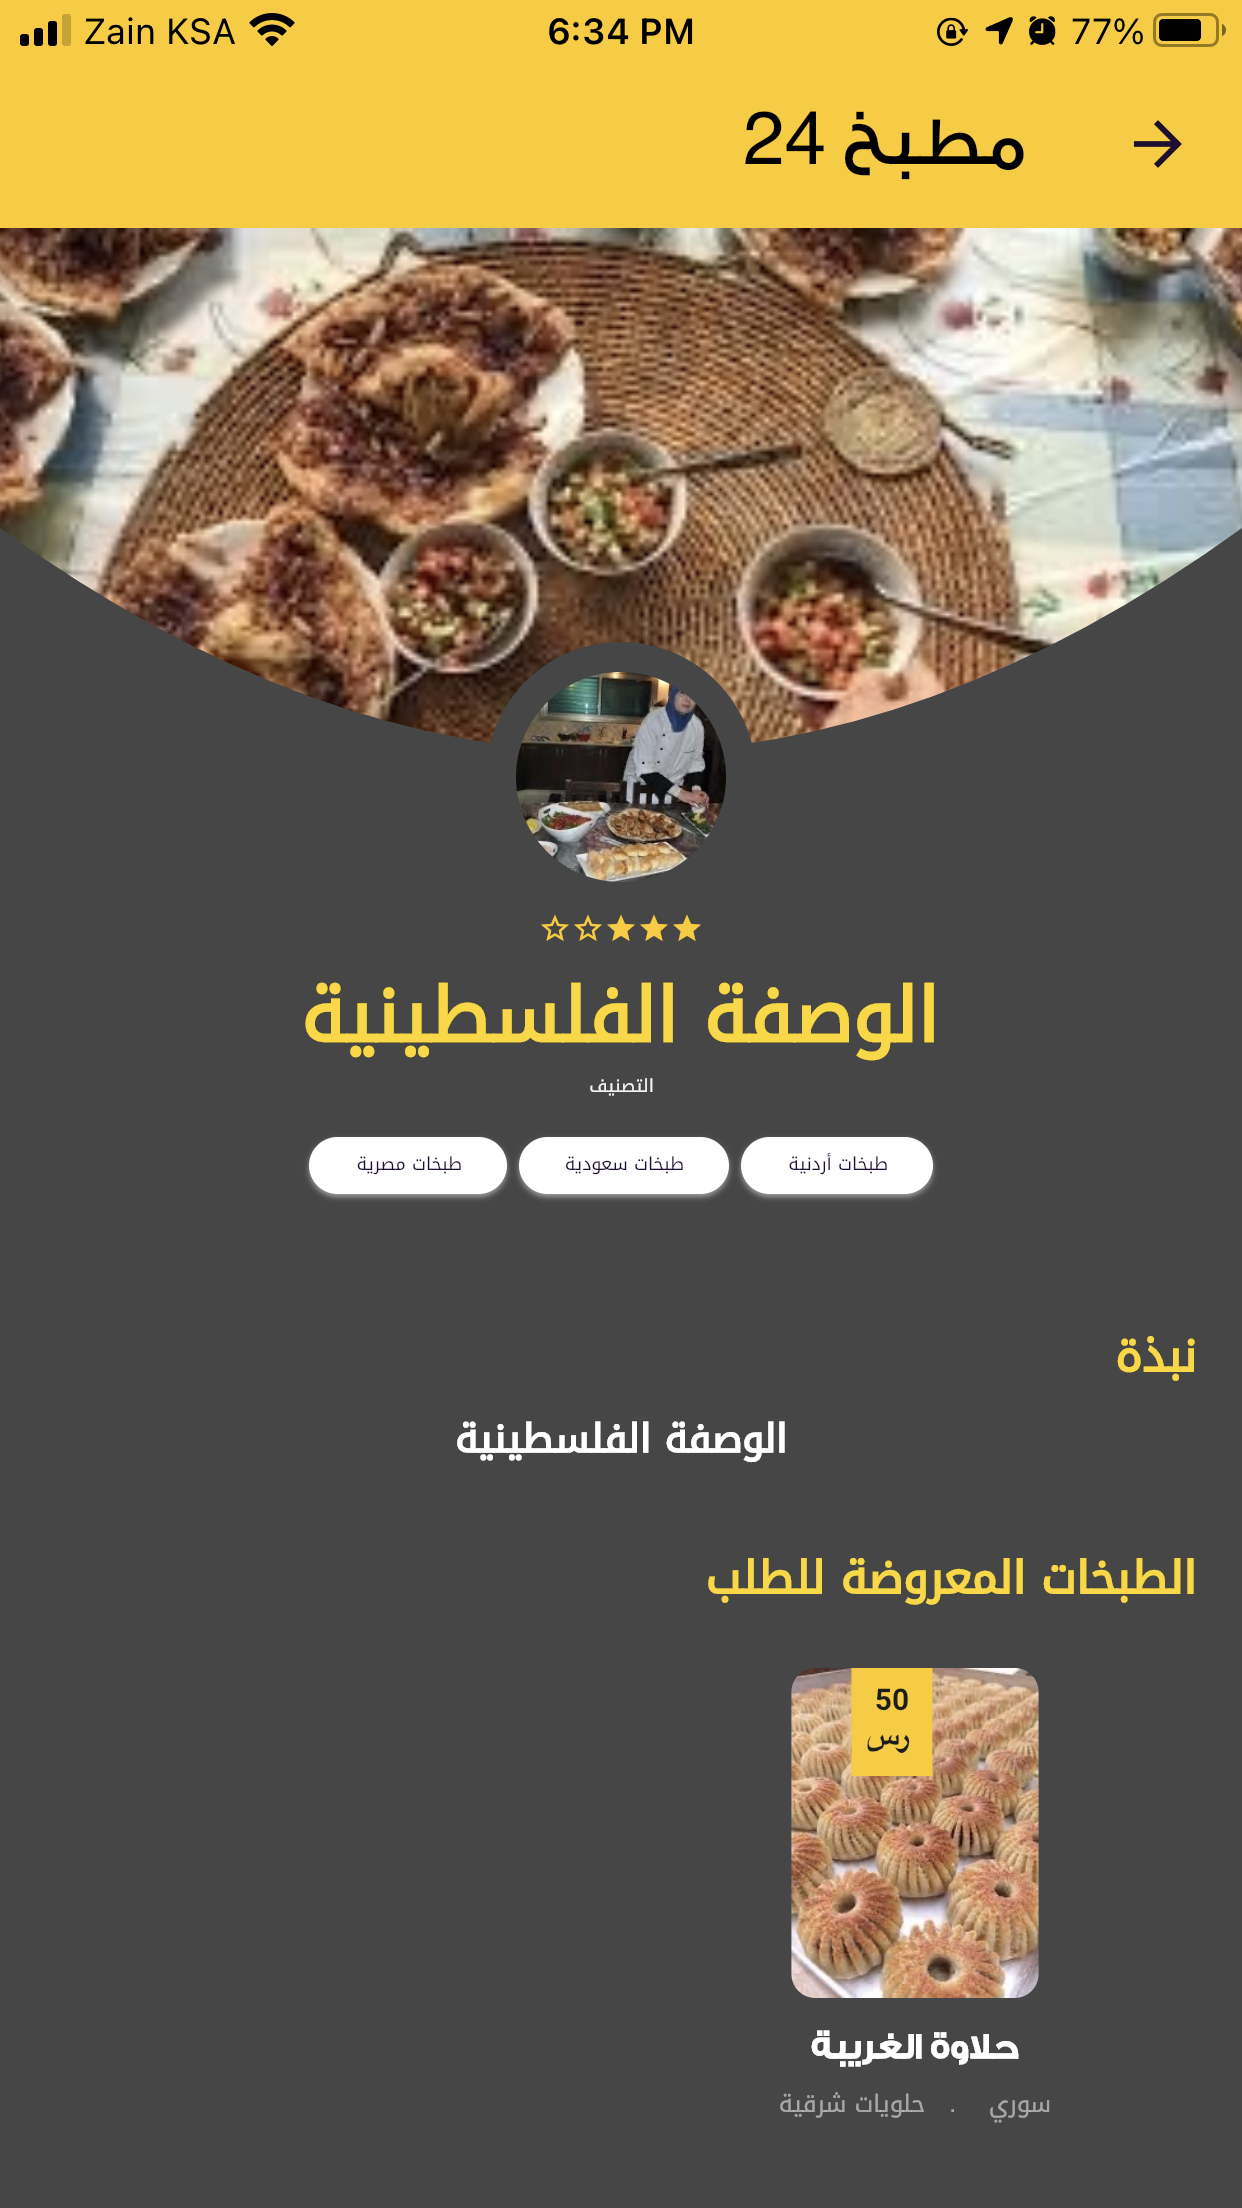 Zain KSA 6:34 PM 77%
مطبخ 24
الوصفة الفلسطينية
التصنيف
طبخات أردنية طبخات سعودية طبخات مصرية
نبذة
الوصفة الفلسطينية
الطبخات المعروضة للطلب
50
رس
حلاوة الغريبة
سوري . حلويات شرقية